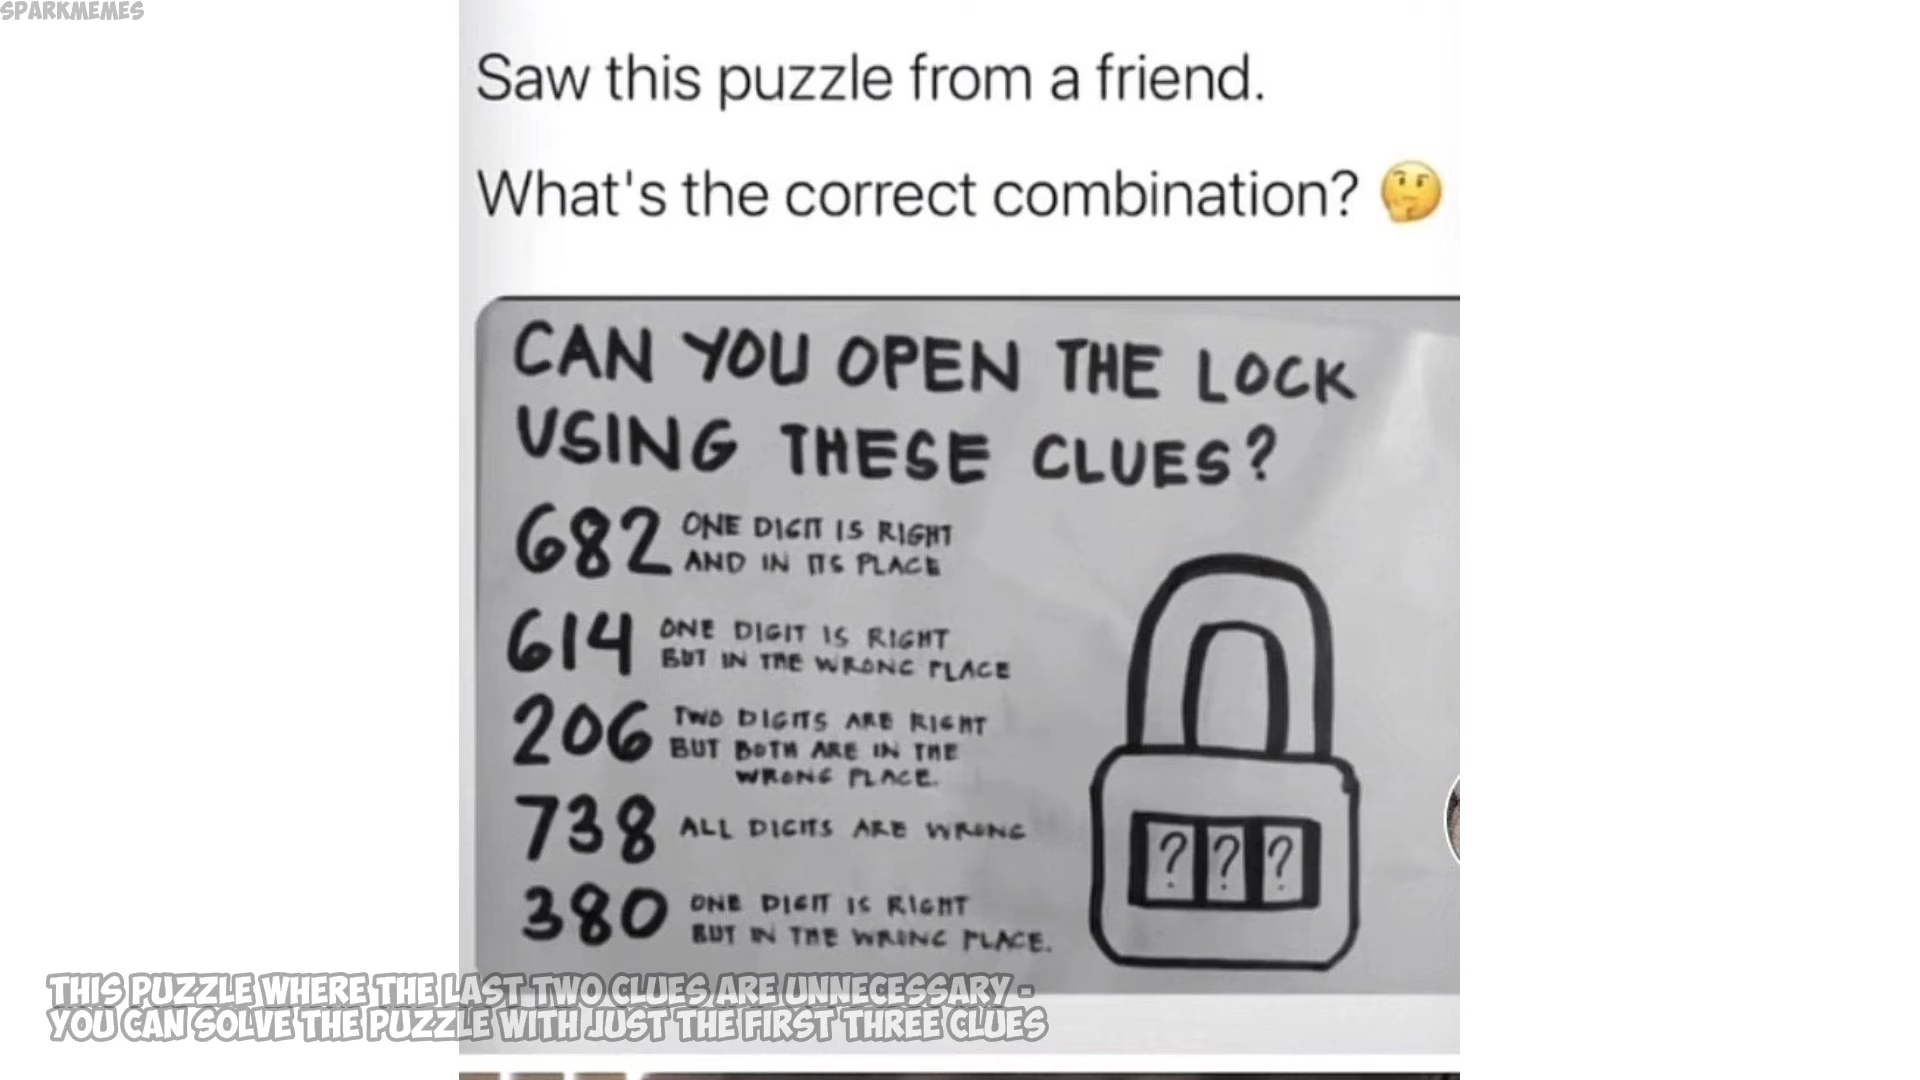 SPARKMEMES
Saw this puzzle from a friend.
What's the correct combination? 🤔
CAN YOU OPEN THE LOCK
USING THESE CLUES?
682 ONE DIGIT IS RIGHT
AND IN ITS PLACE
614 ONE DIGIT IS RIGHT
BUT IN THE WRONG PLACE
206 TWO DIGITS ARE RIGHT
BUT BOTH ARE IN THE
WRONG PLACE.
738 ALL DIGITS ARE WRONG
380 ONE DIGIT IS RIGHT
BUT IN THE WRONG PLACE.
? ? ?
THIS PUZZLE WHERE THE LAST TWO CLUES ARE UNNECESSARY -
YOU CAN SOLVE THE PUZZLE WITH JUST THE FIRST THREE CLUES